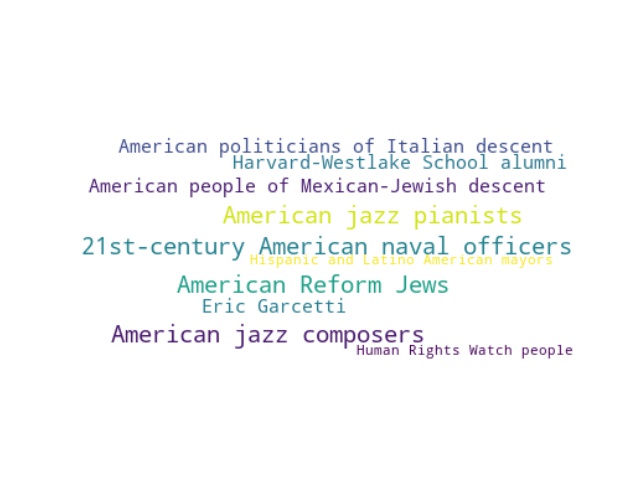 American politicians of Italian descent
Harvard-Westlake School alumni
American people of Mexican-Jewish descent
American jazz pianists
21st-century American naval officers
Hispanic and Latino American mayors
American Reform Jews
Eric Garcetti
American jazz composers
Human Rights Watch people